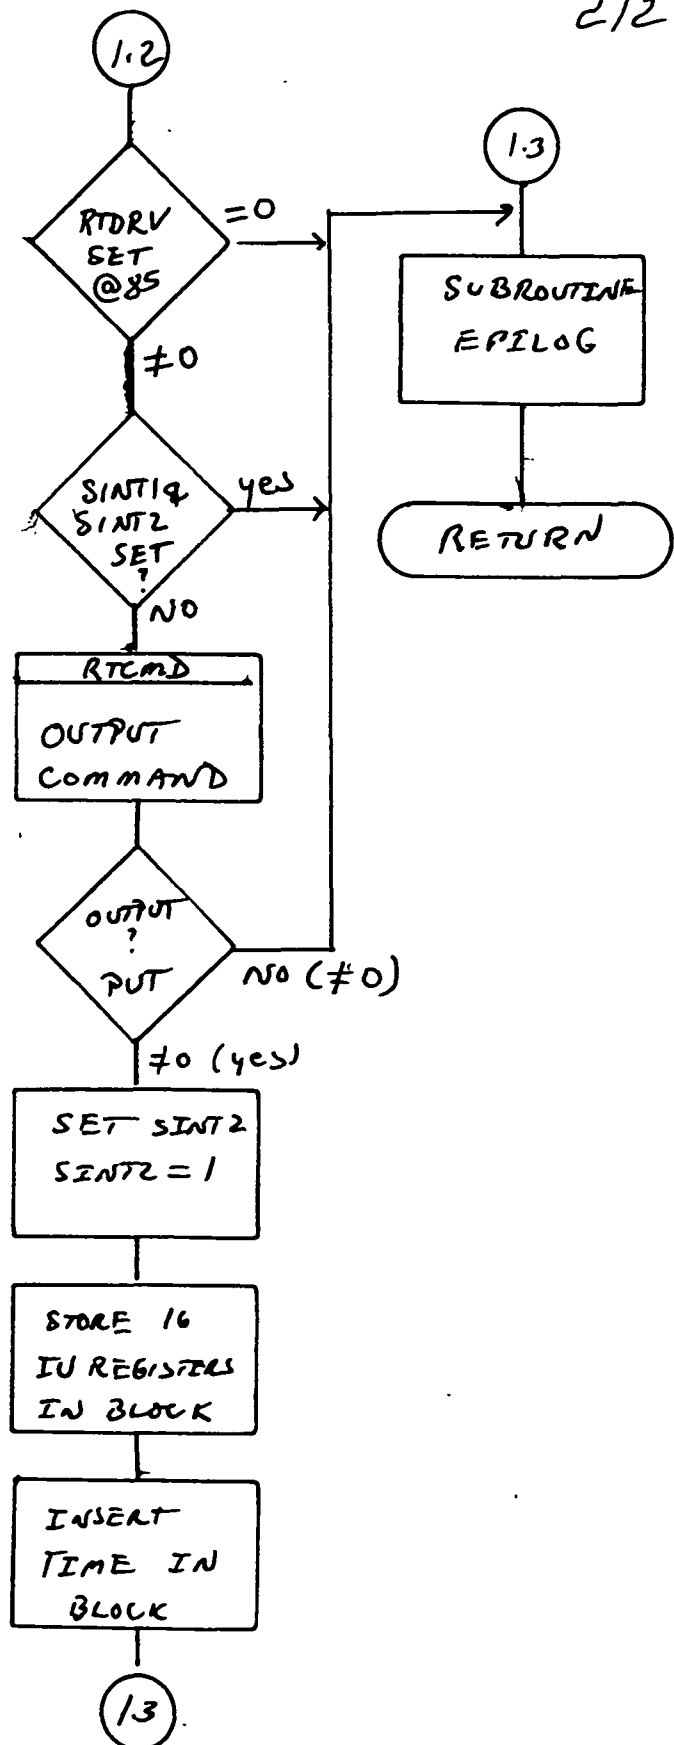 2/2
1.2
RTDRV
SET
@85
=0
≠0
SINT1&
SINT2
SET
?
yes
NO
RTCMD
OUTPUT
COMMAND
OUTPUT
?
PUT
NO (≠0)
≠0 (yes)
SET SINT2
SINT2 = 1
STORE 16
IU REGISTERS
IN BLOCK
INSERT
TIME IN
BLOCK
1.3
1.3
SUBROUTINE
EPILOG
RETURN